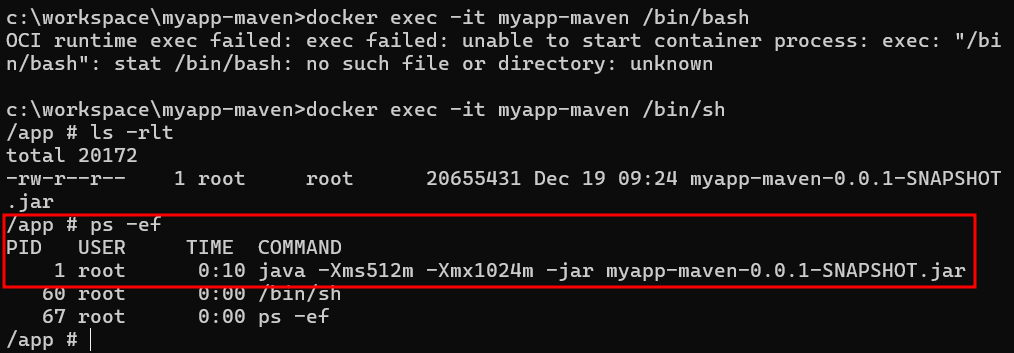 c:\workspace\myapp-maven>docker exec -it myapp-maven /bin/bash
OCI runtime exec failed: exec failed: unable to start container process: exec: "/bi
n/bash": stat /bin/bash: no such file or directory: unknown
c:\workspace\myapp-maven>docker exec -it myapp-maven /bin/sh
/app # ls -rlt
total 20172
-rw-r--r--    1 root     root      20655431 Dec 19 09:24 myapp-maven-0.0.1-SNAPSHOT
.jar
/app # ps -ef
PID   USER     TIME  COMMAND
    1 root      0:10 java -Xms512m -Xmx1024m -jar myapp-maven-0.0.1-SNAPSHOT.jar
   60 root      0:00 /bin/sh
   67 root      0:00 ps -ef
/app #